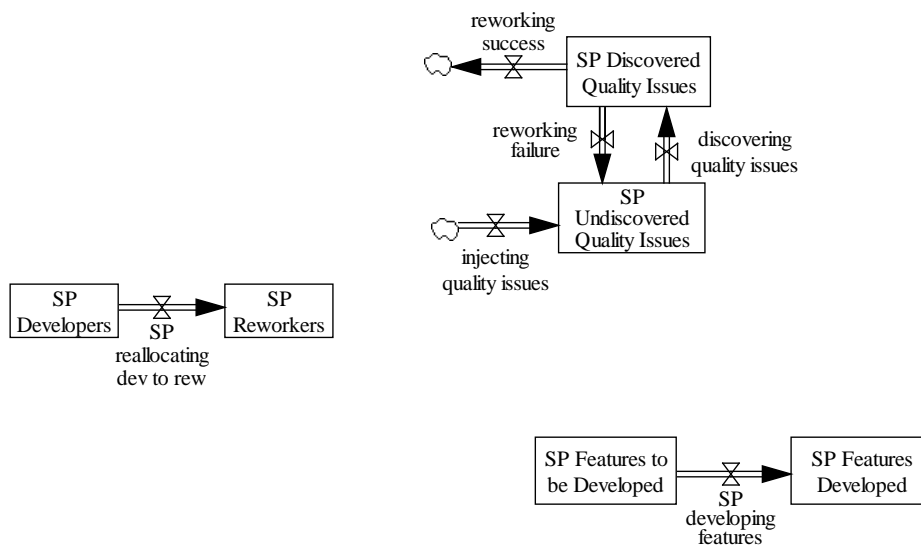 reworking
success
SP Discovered
Quality Issues
reworking
failure
discovering
quality issues
SP
Undiscovered
Quality Issues
injecting
quality issues
SP
Developers
SP
Reworkers
SP
reallocating
dev to rew
SP Features to
be Developed
SP Features
Developed
SP
developing
features